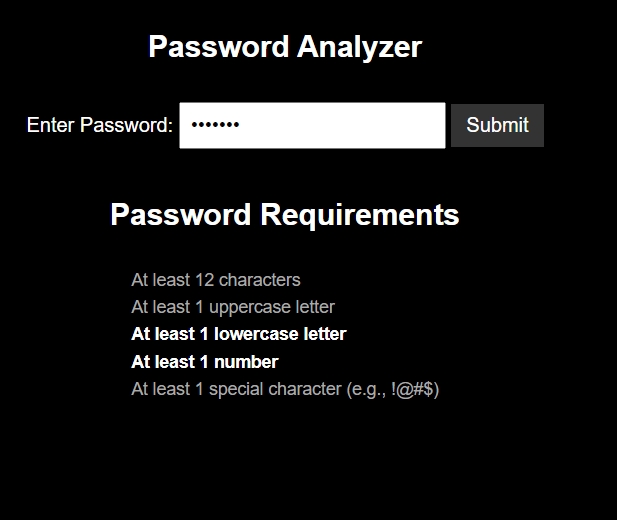 Password Analyzer
Enter Password: ••••••• Submit
Password Requirements
At least 12 characters
At least 1 uppercase letter
At least 1 lowercase letter
At least 1 number
At least 1 special character (e.g., !@#$)